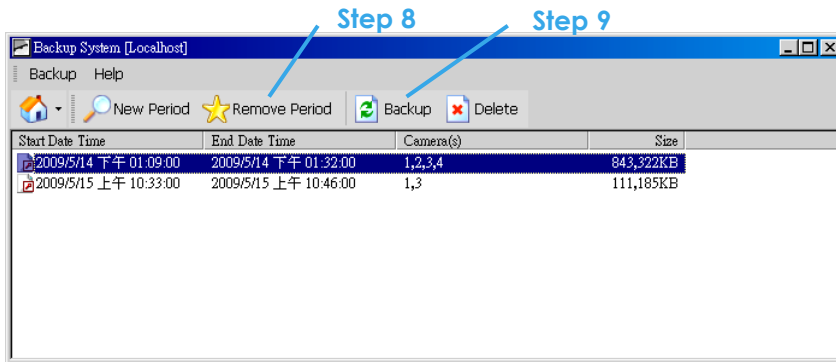 Step 8 Step 9
Backup System [Localhost]
Backup Help
New Period Remove Period Backup Delete
Start Date Time End Date Time Camera(s) Size
2009/5/14 下午 01:09:00 2009/5/14 下午 01:32:00 1,2,3,4 843,322KB
2009/5/15 上午 10:33:00 2009/5/15 上午 10:46:00 1,3 111,185KB